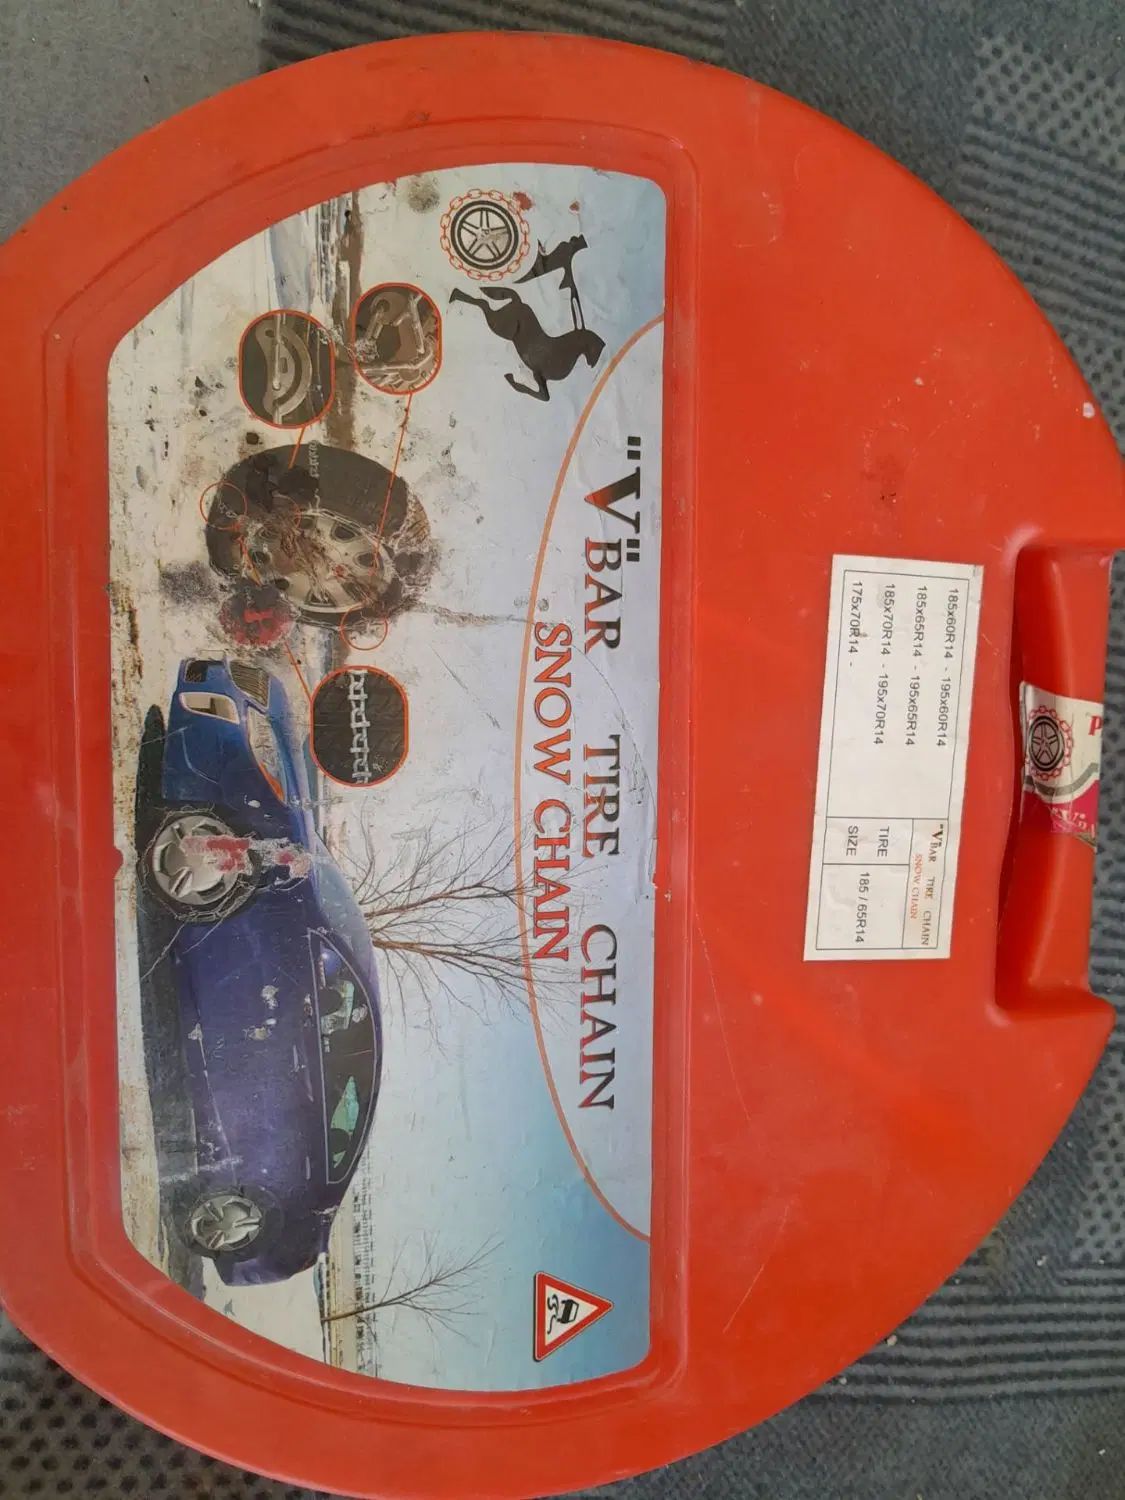 "V" BAR TIRE CHAIN
SNOW CHAIN
185x60R14 - 195x60R14
185x65R14 - 195x65R14
185x70R14 - 195x70R14
175x70R14 -
"V" BAR TIRE CHAIN
SNOW CHAIN
TIRE
SIZE
185 / 65R14